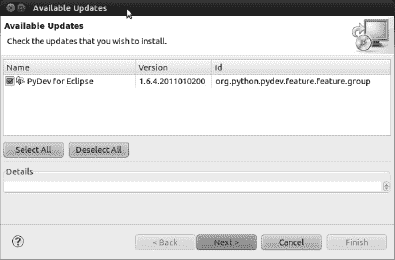 Available Updates
Available Updates
Check the updates that you wish to install.
Name Version Id
PyDev for Eclipse 1.6.4.2011010200 org.python.pydev.feature.feature.group
Select All Deselect All
Details
? < Back Next > Cancel Finish